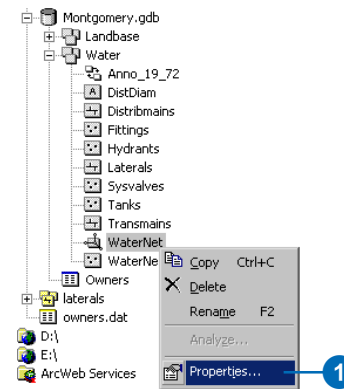 Montgomery.gdb
Landbase
Water
Anno_19_72
A DistDiam
Distribmains
Fittings
Hydrants
Laterals
Sysvalves
Tanks
Transmains
WaterNet
WaterNe
Copy Ctrl+C
Delete
Rename F2
Analyze...
Properties... 1
Owners
laterals
owners.dat
D:\
E:\
ArcWeb Services